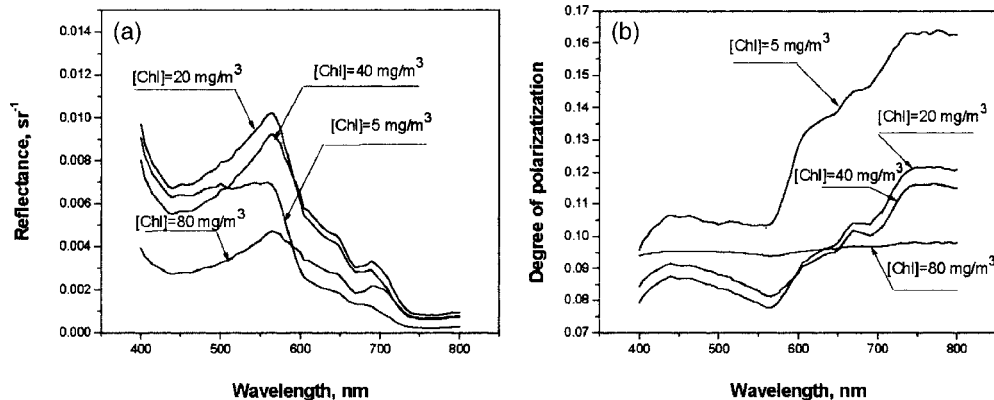 (a)
[Chl]=20 mg/m³
[Chl]=40 mg/m³
[Chl]=5 mg/m³
[Chl]=80 mg/m³
Reflectance, sr⁻¹
0.014
0.012
0.010
0.008
0.006
0.004
0.002
0.000
400
500
600
700
800
Wavelength, nm
(b)
[Chl]=5 mg/m³
[Chl]=20 mg/m³
[Chl]=40 mg/m³
[Chl]=80 mg/m³
Degree of polarizatization
0.17
0.16
0.15
0.14
0.13
0.12
0.11
0.10
0.09
0.08
0.07
400
500
600
700
800
Wavelength, nm